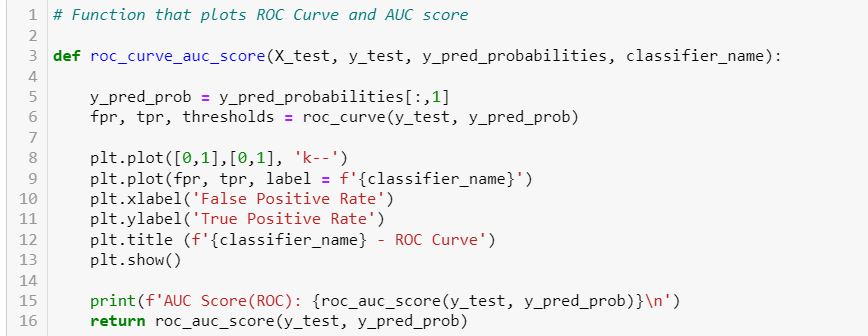 1 # Function that plots ROC Curve and AUC score
2
3 def roc_curve_auc_score(X_test, y_test, y_pred_probabilities, classifier_name):
4
5     y_pred_prob = y_pred_probabilities[:,1]
6     fpr, tpr, thresholds = roc_curve(y_test, y_pred_prob)
7
8     plt.plot([0,1],[0,1], 'k--')
9     plt.plot(fpr, tpr, label = f'{classifier_name}')
10     plt.xlabel('False Positive Rate')
11     plt.ylabel('True Positive Rate')
12     plt.title (f'{classifier_name} - ROC Curve')
13     plt.show()
14
15     print(f'AUC Score(ROC): {roc_auc_score(y_test, y_pred_prob)}\n')
16     return roc_auc_score(y_test, y_pred_prob)